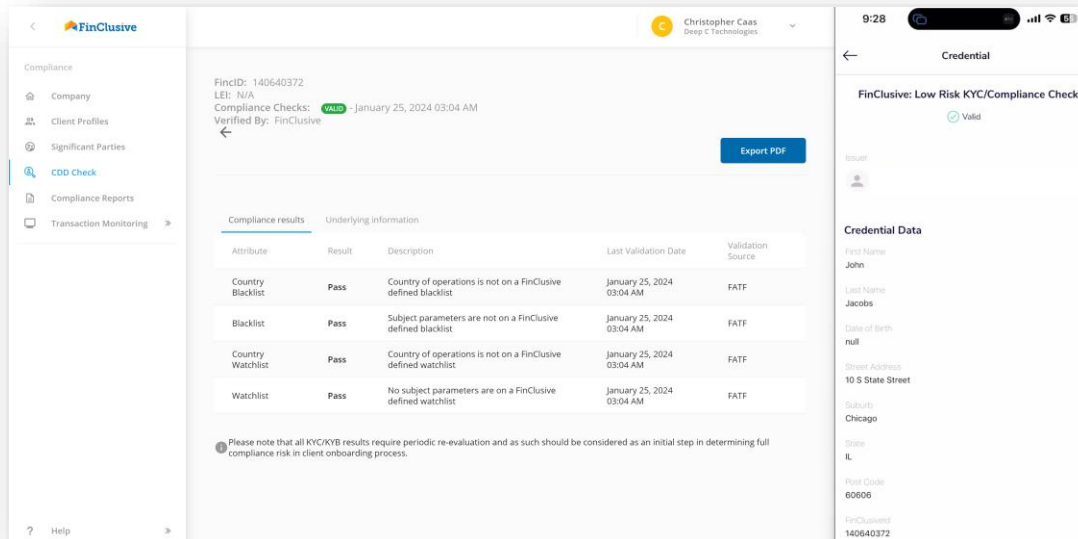 FinClusive
Compliance
Company
Client Profiles
Significant Parties
CDD Check
Compliance Reports
Transaction Monitoring
? Help
C
Christopher Caas
Deep C Technologies
FincID: 140640372
LEI: N/A
Compliance Checks: VALID - January 25, 2024 03:04 AM
Verified By: FinClusive
Export PDF
Compliance results Underlying information
Attribute Result Description Last Validation Date Validation Source
Country Blacklist Pass Country of operations is not on a FinClusive defined blacklist January 25, 2024 03:04 AM FATF
Blacklist Pass Subject parameters are not on a FinClusive defined blacklist January 25, 2024 03:04 AM FATF
Country Watchlist Pass Country of operations is not on a FinClusive defined watchlist January 25, 2024 03:04 AM FATF
Watchlist Pass No subject parameters are on a FinClusive defined watchlist January 25, 2024 03:04 AM FATF
Please note that all KYC/KYB results require periodic re-evaluation and as such should be considered as an initial step in determining full
compliance risk in client onboarding process.
9:28
Credential
FinClusive: Low Risk KYC/Compliance Check
Valid
Issuer
Credential Data
First Name
John
Last Name
Jacobs
Date of Birth
null
Street Address
10 S State Street
Suburb
Chicago
State
IL
Post Code
60606
FinClusiveId
140640372